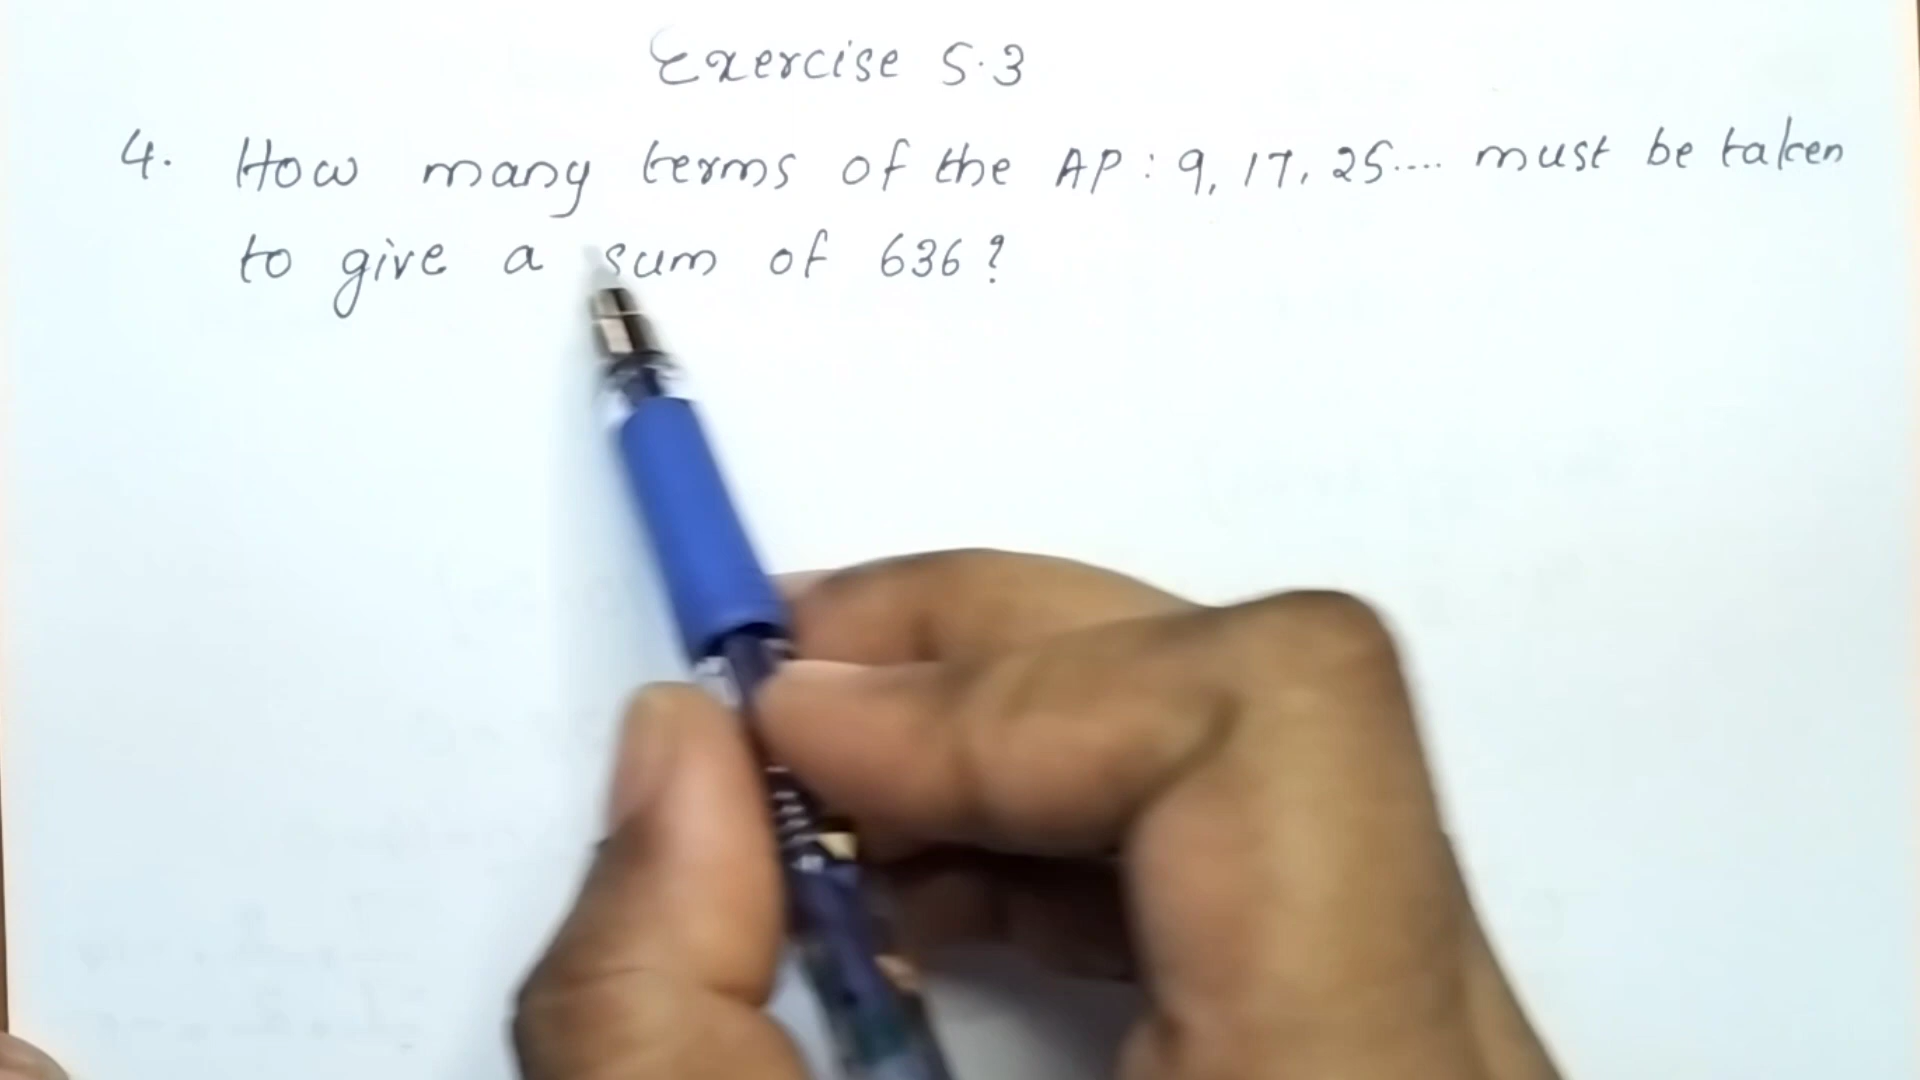 Exercise 5.3
4. How many terms of the AP : 9, 17, 25.... must be taken
to give a sum of 636?